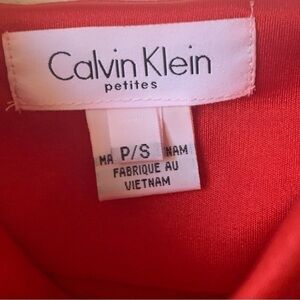 Calvin Klein
petites
P/S
MA NAM
FABRIQUE AU
VIETNAM